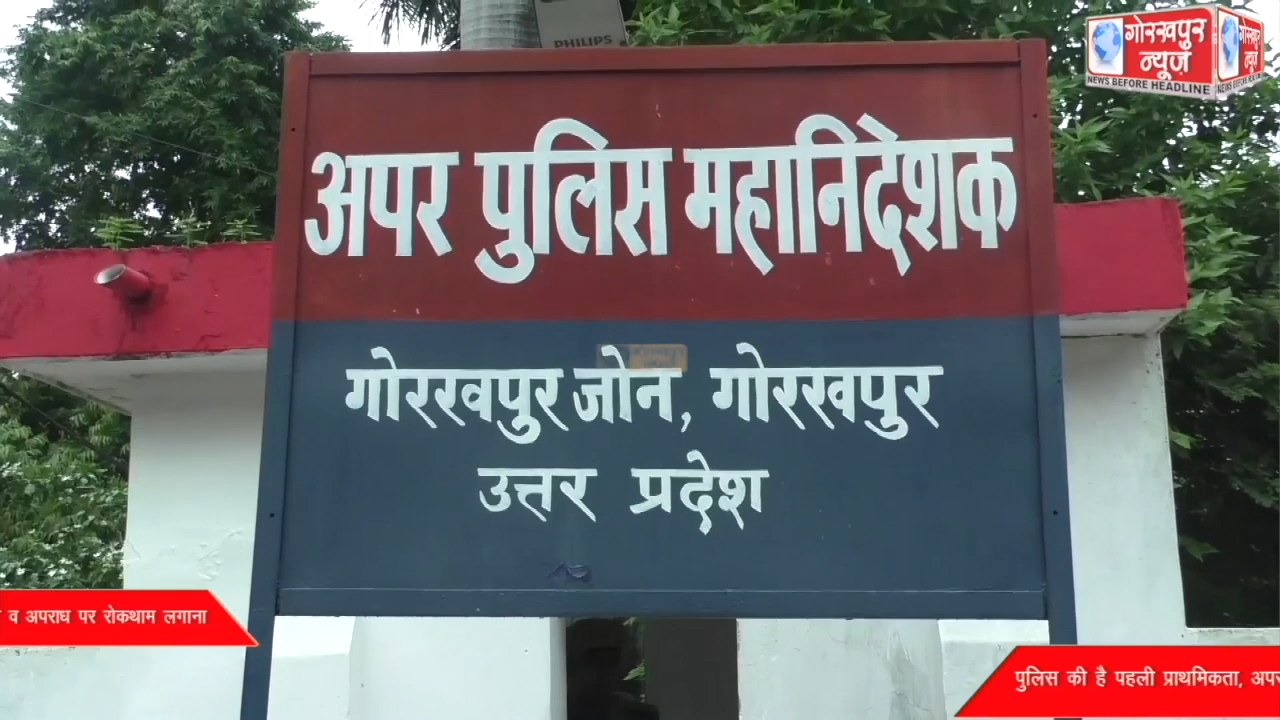 PHILIPS
गोरखपुर
न्यूज़
NEWS BEFORE HEADLINE
अपर पुलिस महानिदेशक
गोरखपुर जोन, गोरखपुर
उत्तर प्रदेश
व अपराध पर रोकथाम लगाना
पुलिस की है पहली प्राथमिकता,